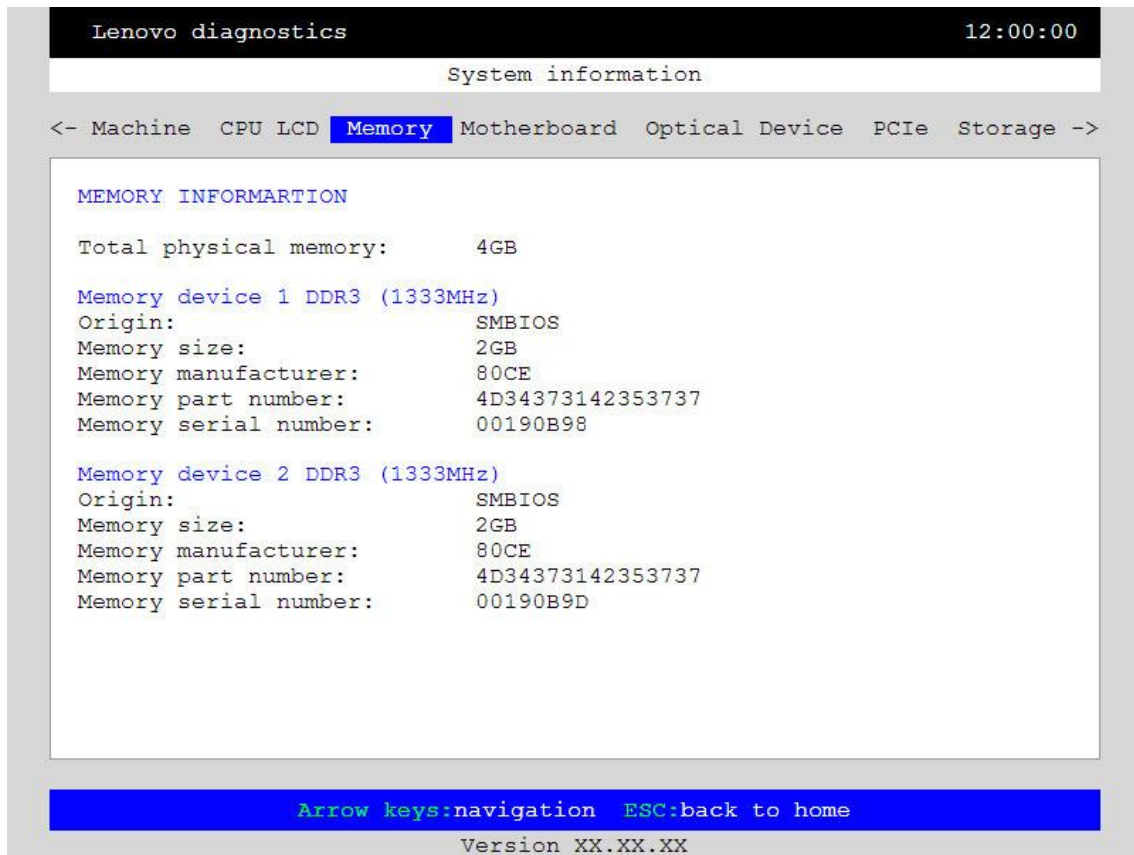 Lenovo diagnostics 12:00:00
System information
<- Machine CPU LCD Memory Motherboard Optical Device PCIe Storage ->
MEMORY INFORMARTION
Total physical memory: 4GB
Memory device 1 DDR3 (1333MHz)
Origin: SMBIOS
Memory size: 2GB
Memory manufacturer: 80CE
Memory part number: 4D34373142353737
Memory serial number: 00190B98
Memory device 2 DDR3 (1333MHz)
Origin: SMBIOS
Memory size: 2GB
Memory manufacturer: 80CE
Memory part number: 4D34373142353737
Memory serial number: 00190B9D
Arrow keys:navigation ESC:back to home
Version XX.XX.XX